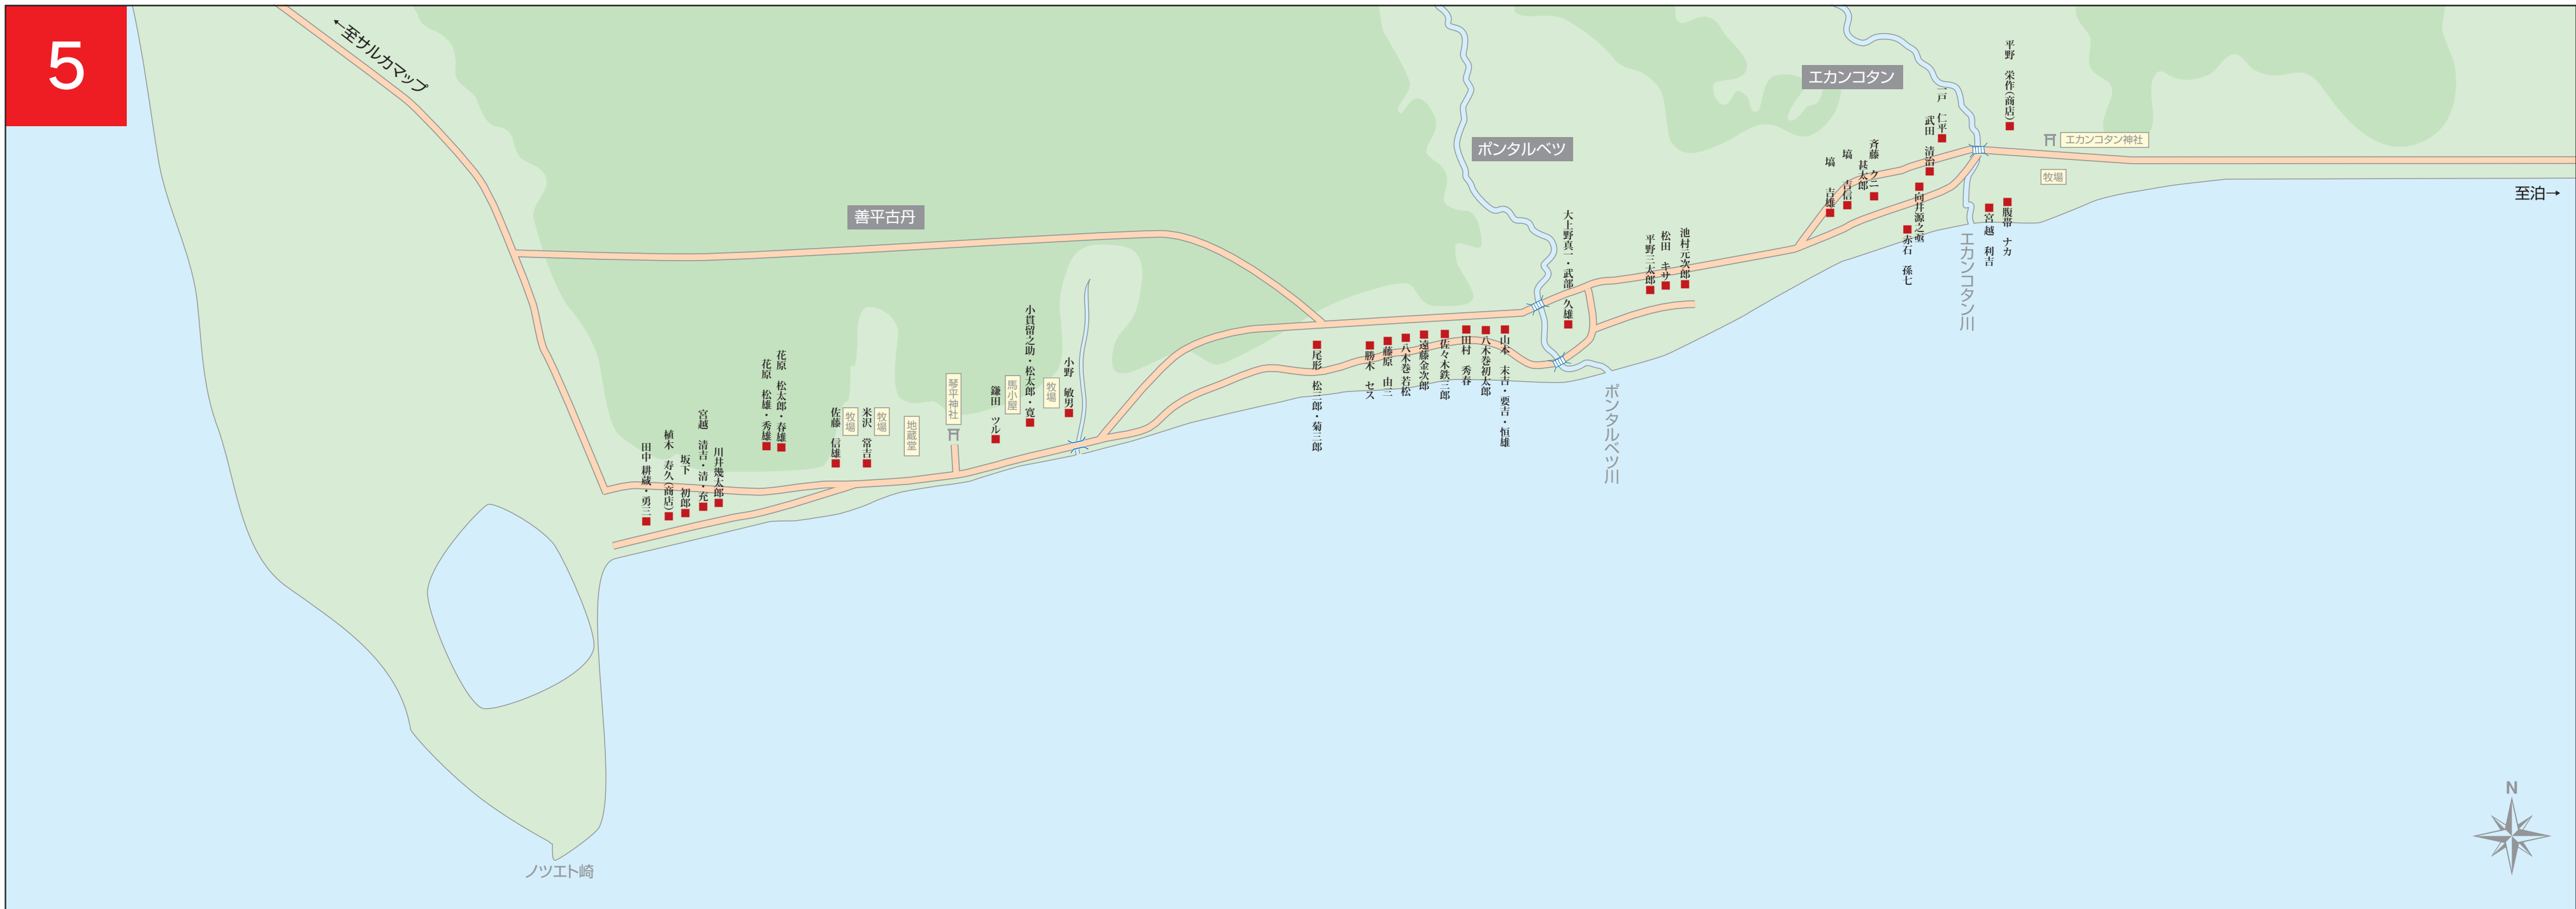 5
←至サルカマップ
善平古丹
ポンタルベツ
エカンコタン
平野 栄作(商店)
一戸 仁平
武田 清治
エカンコタン神社
牧場
至泊→
斉藤 クニ
甚太郎
塙 吉信
塙 吉雄
向井源之亟
赤石 孫七
腹帯 ナカ
宮越 利吉
エカンコタン川
池村元次郎
松田 キサ
平野三太郎
大上野真一・武部 久雄
ポンタルベツ川
山本 末吉・要吉・恒雄
八木巻初太郎
田村 秀春
佐々木鉄三郎
遠藤金次郎
八木巻 若松
藤原 由二
勝木 セス
尾形 松三郎・菊三郎
小野 敏男
牧場
小貫留之助・松太郎・寛
馬小屋
鎌田 ツル
琴平神社
地蔵堂
牧場
米沢 常吉
牧場
佐藤 信雄
花原 松太郎・春雄
花原 松雄・秀雄
川井幾太郎
宮越 清吉・清・充
坂下 初郎
植木 寿久(商店)
田中 耕蔵・勇三
ノツエト崎
N